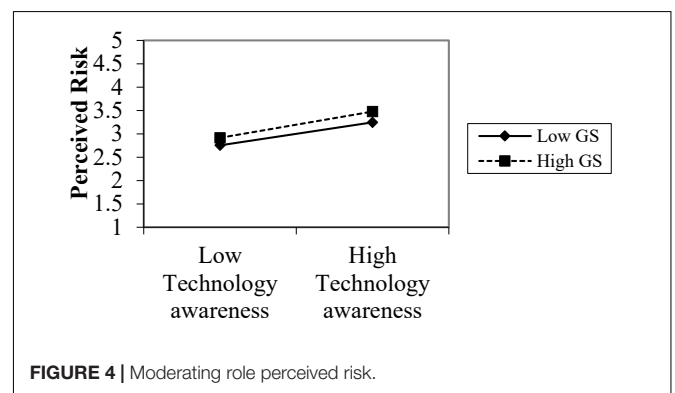 Perceived Risk
5
4.5
4
3.5
3
2.5
2
1.5
1
Low
Technology
awareness
High
Technology
awareness
Low GS
High GS
FIGURE 4 | Moderating role perceived risk.